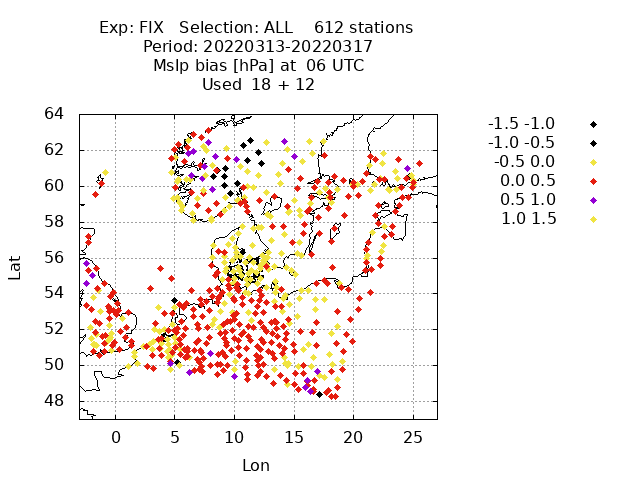 Exp: FIX   Selection: ALL    612 stations
Period: 20220313-20220317
Mslp bias [hPa] at  06 UTC
Used  18 + 12
-1.5 -1.0
-1.0 -0.5
-0.5 0.0
0.0 0.5
0.5 1.0
1.0 1.5
64
62
60
58
56
54
52
50
48
Lat
0 5 10 15 20 25
Lon